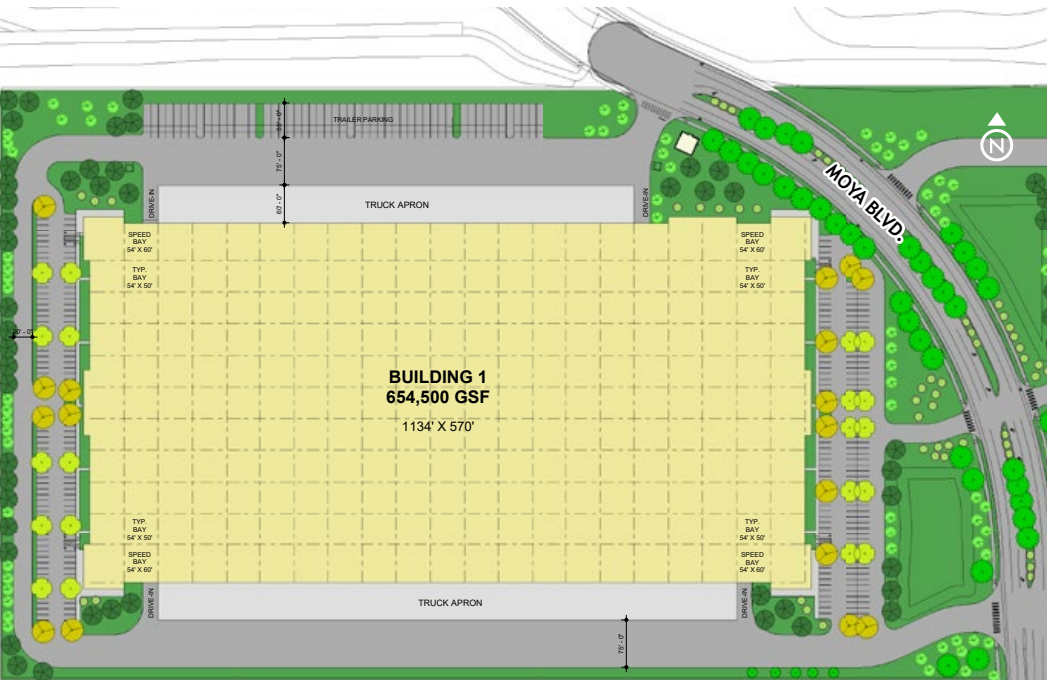 TRAILER PARKING
55' - 0"
75' - 0"
N
MOYA BLVD.
DRIVE-IN
60' - 0"
TRUCK APRON
DRIVE-IN
SPEED
BAY
54' X 60'
SPEED
BAY
54' X 60'
TYP.
BAY
54' X 50'
TYP.
BAY
54' X 50'
BUILDING 1
654,500 GSF
1134' X 570'
TYP.
BAY
54' X 50'
TYP.
BAY
54' X 50'
SPEED
BAY
54' X 60'
SPEED
BAY
54' X 60'
DRIVE-IN
TRUCK APRON
DRIVE-IN
75' - 0"